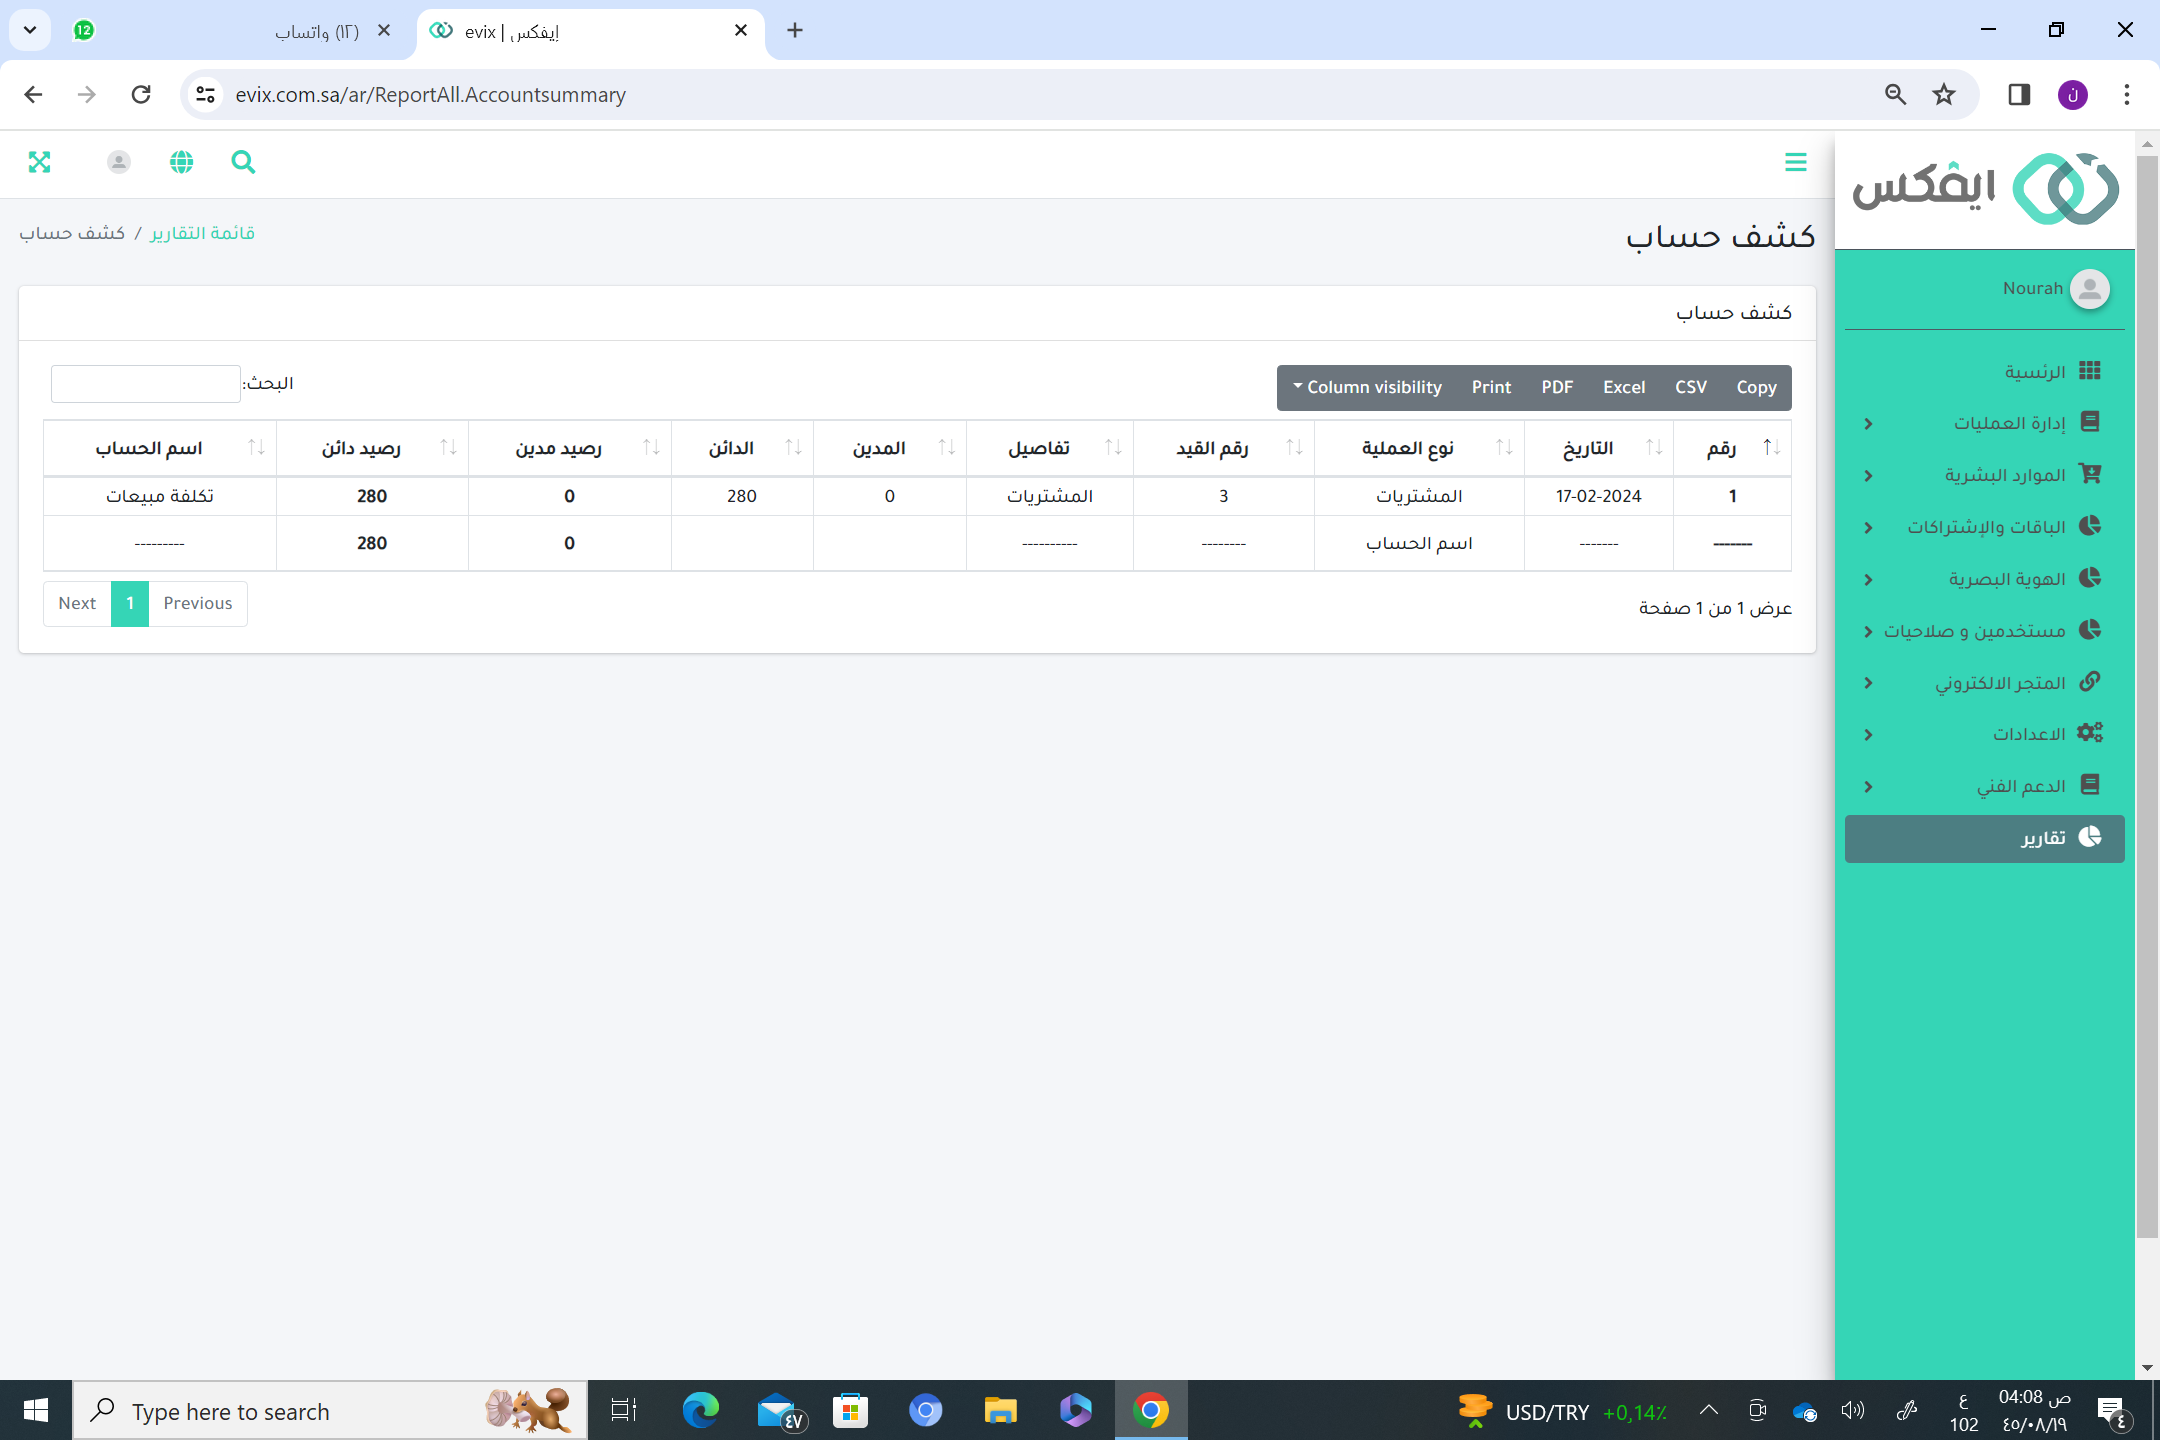 12
(١٢) واتساب
evix | إيفكس
evix.com.sa/ar/ReportAll.Accountsummary
ن
ايفكس
Nourah
الرئسية
إدارة العمليات
الموارد البشرية
الباقات والإشتراكات
الهوية البصرية
مستخدمين و صلاحيات
المتجر الالكتروني
الاعدادات
الدعم الفني
تقارير
كشف حساب
قائمة التقارير / كشف حساب
كشف حساب
Column visibility Print PDF Excel CSV Copy
البحث:
رقم التاريخ نوع العملية رقم القيد تفاصيل المدين الدائن رصيد مدين رصيد دائن اسم الحساب
1 17-02-2024 المشتريات 3 المشتريات 0 280 0 280 تكلفة مبيعات
------- ------- اسم الحساب -------- ---------- 0 280 ---------
عرض 1 من 1 صفحة
Next 1 Previous
Type here to search
٤٧
USD/TRY +0,14٪
ع
102
04:08 ص
٤٥/٠٨/١٩
٤